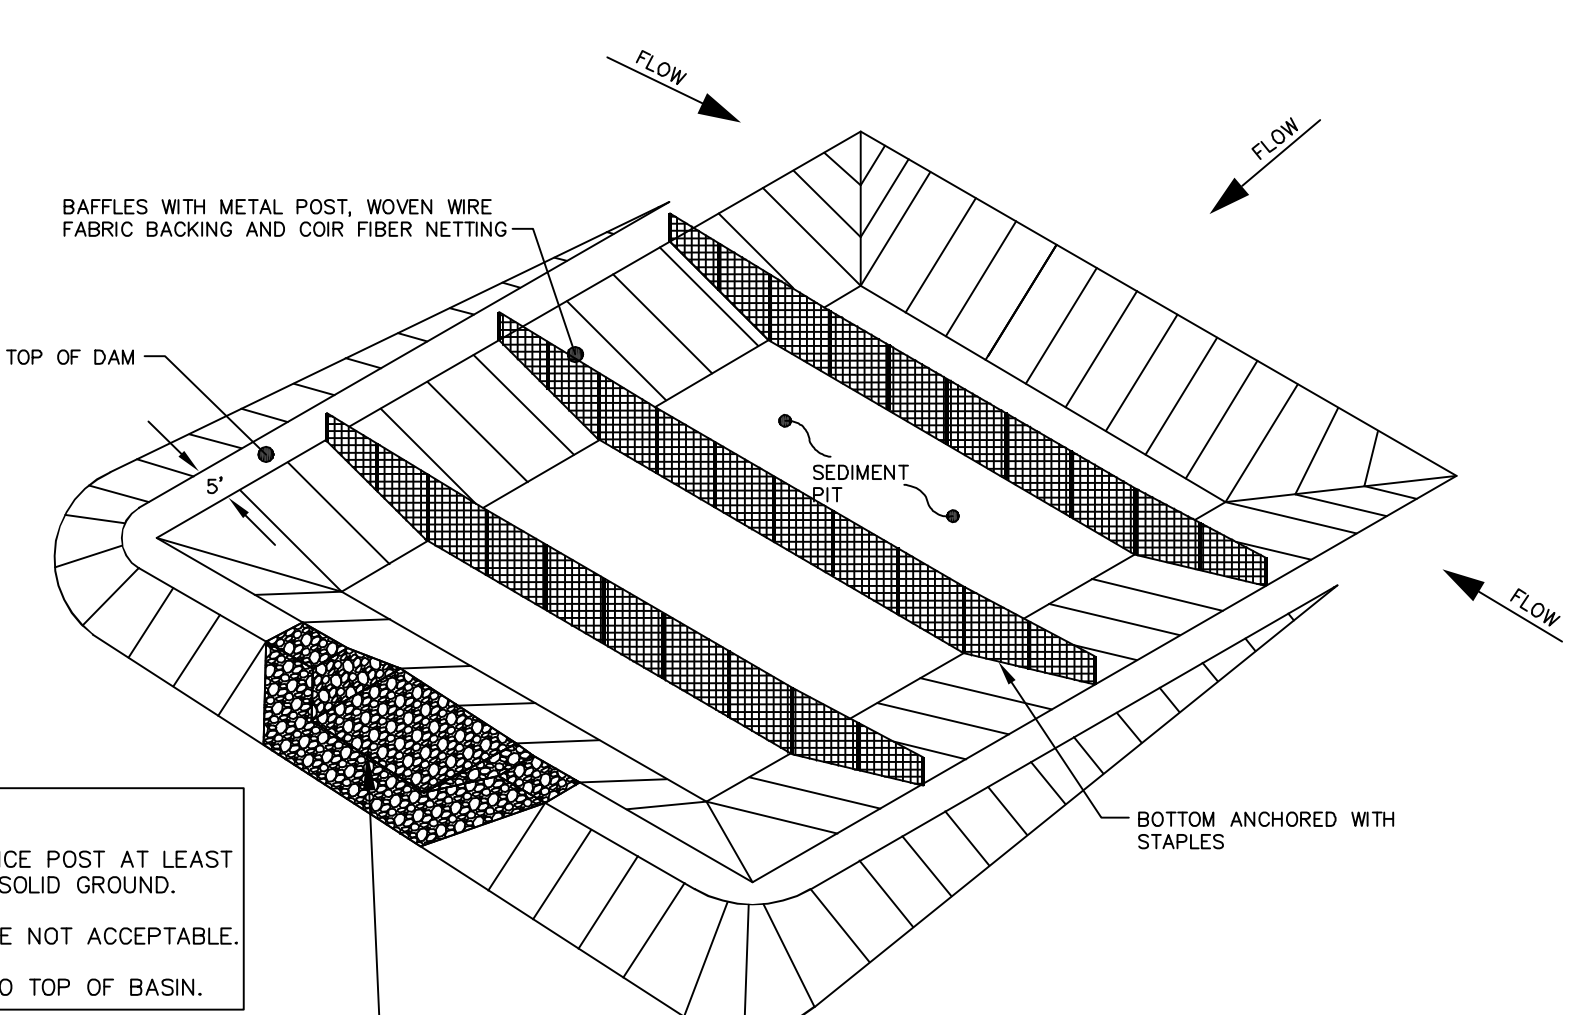 FLOW
FLOW
BAFFLES WITH METAL POST, WOVEN WIRE
FABRIC BACKING AND COIR FIBER NETTING
TOP OF DAM
5'
SEDIMENT
PIT
FLOW
BOTTOM ANCHORED WITH
STAPLES
POST AT LEAST
SOLID GROUND.
NOT ACCEPTABLE.
TOP OF BASIN.